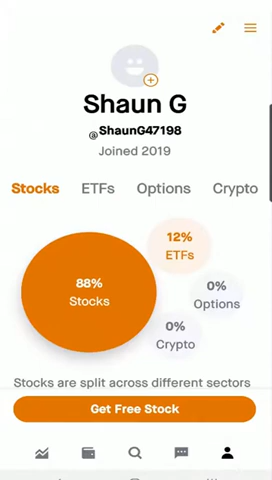 Shaun G
@ShaunG47198
Joined 2019
Stocks ETFs Options Crypto
12%
ETFs
88%
Stocks
0%
Options
0%
Crypto
Stocks are split across different sectors
Get Free Stock